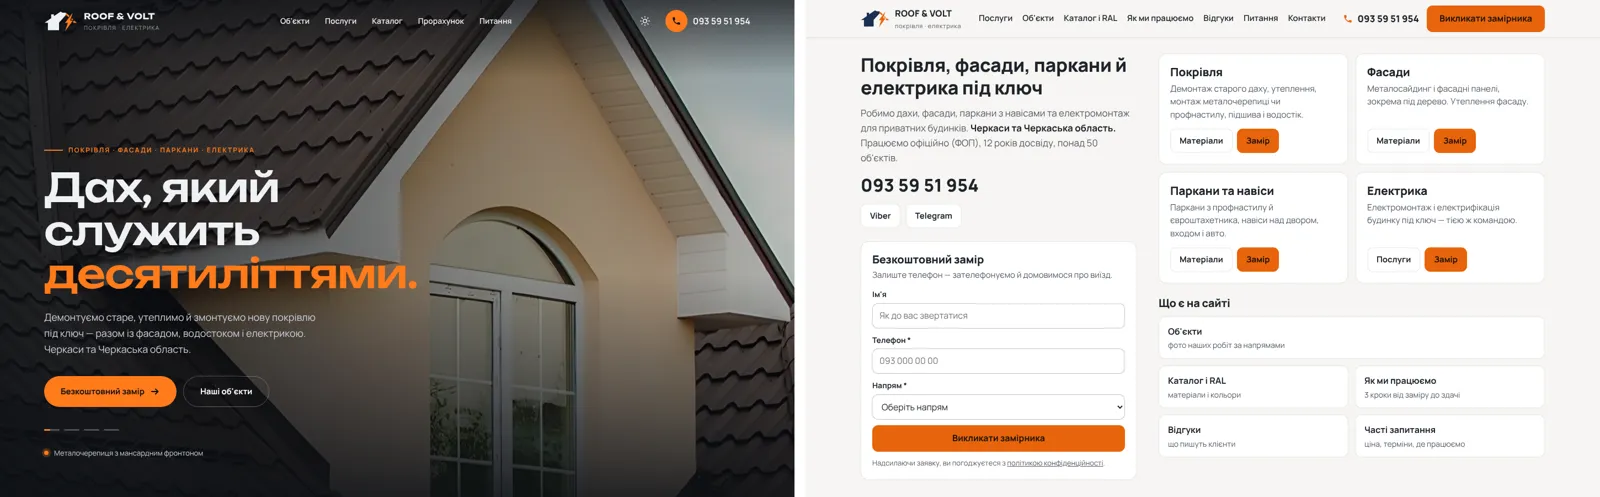 ROOF & VOLT
ПОКРІВЛЯ · ЕЛЕКТРИКА
Об'єкти
Послуги
Каталог
Прорахунок
Питання
093 59 51 954
ПОКРІВЛЯ · ФАСАДИ · ПАРКАНИ · ЕЛЕКТРИКА
Дах, який
служить
десятиліттями.
Демонтуємо старе, утеплимо й змонтуємо нову покрівлю
під ключ — разом із фасадом, водостоком і електрикою.
Черкаси та Черкаська область.
Безкоштовний замір →
Наші об'єкти
Металочерепиця з мансардним фронтоном
ROOF & VOLT
покрівля · електрика
Послуги
Об'єкти
Каталог і RAL
Як ми працюємо
Відгуки
Питання
Контакти
093 59 51 954
Викликати замірника
Покрівля, фасади, паркани й
електрика під ключ
Робимо дахи, фасади, паркани з навісами та електромонтаж
для приватних будинків. Черкаси та Черкаська область.
Працюємо офіційно (ФОП), 12 років досвіду, понад 50
об'єктів.
093 59 51 954
Viber
Telegram
Безкоштовний замір
Залиште телефон — зателефонуємо й домовимося про виїзд.
Ім'я
Як до вас звертатися
Телефон *
093 000 00 00
Напрям *
Оберіть напрям
Викликати замірника
Надсилаючи заявку, ви погоджуєтеся з політикою конфіденційності.
Покрівля
Демонтаж старого даху, утеплення,
монтаж металочерепиці чи
профнастилу, підшива і водостік.
Матеріали
Замір
Фасади
Металосайдинг і фасадні панелі,
зокрема під дерево. Утеплення фасаду.
Матеріали
Замір
Паркани та навіси
Паркани з профнастилу й
євроштахетника, навіси над двором,
входом і авто.
Матеріали
Замір
Електрика
Електромонтаж і електрифікація
будинку під ключ — тією ж командою.
Послуги
Замір
Що є на сайті
Об'єкти
фото наших робіт за напрямами
Каталог і RAL
матеріали і кольори
Як ми працюємо
3 кроки від заміру до здачі
Відгуки
що пишуть клієнти
Часті запитання
ціна, терміни, де працюємо